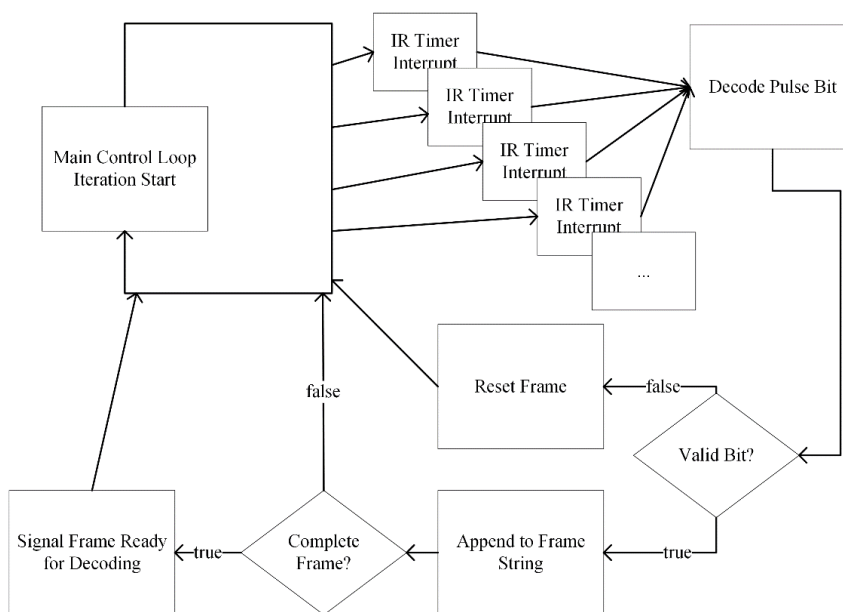 IR Timer
Interrupt
IR Timer
Interrupt
IR Timer
Interrupt
IR Timer
Interrupt
...
Decode Pulse Bit
Main Control Loop
Iteration Start
Reset Frame
false
false
Valid Bit?
Signal Frame Ready
for Decoding
true
Complete
Frame?
Append to Frame
String
true